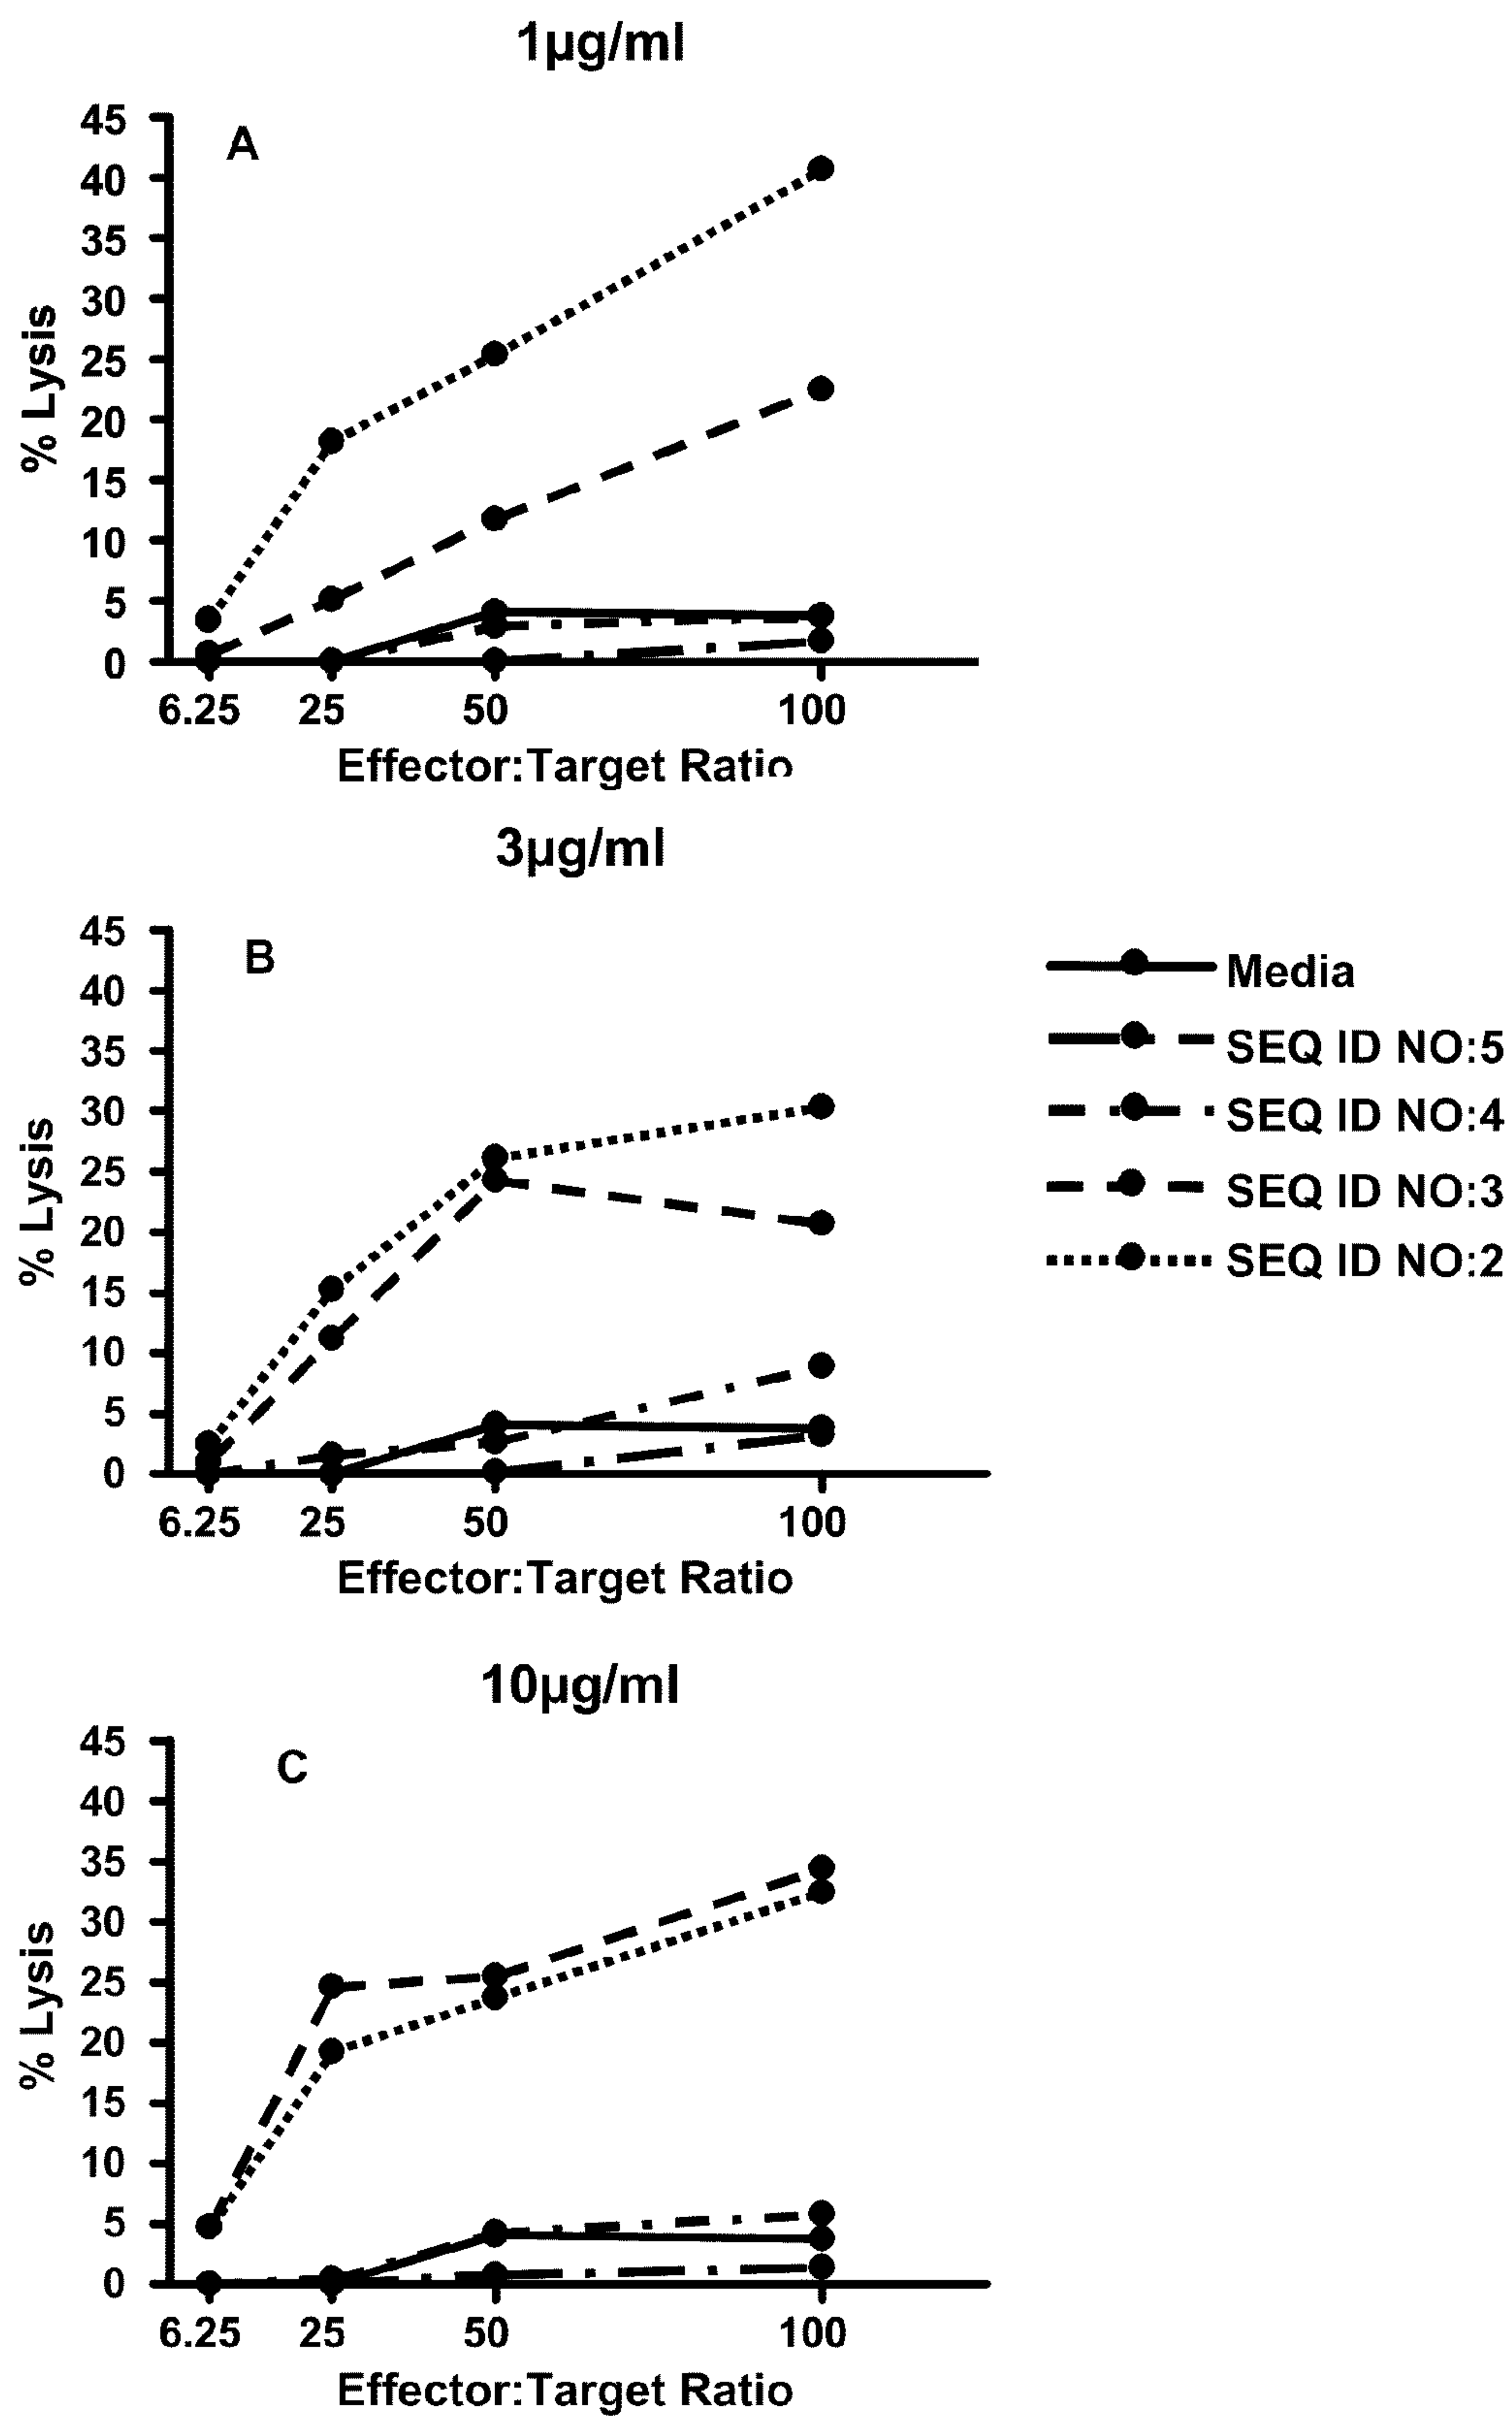 1µg/ml
A
45
40
35
30
25
20
15
10
5
0
% Lysis
6.25 25 50 100
Effector:Target Ratio
3µg/ml
B
45
40
35
30
25
20
15
10
5
0
% Lysis
6.25 25 50 100
Effector:Target Ratio
Media
SEQ ID NO:5
SEQ ID NO:4
SEQ ID NO:3
SEQ ID NO:2
10µg/ml
C
45
40
35
30
25
20
15
10
5
0
% Lysis
6.25 25 50 100
Effector:Target Ratio